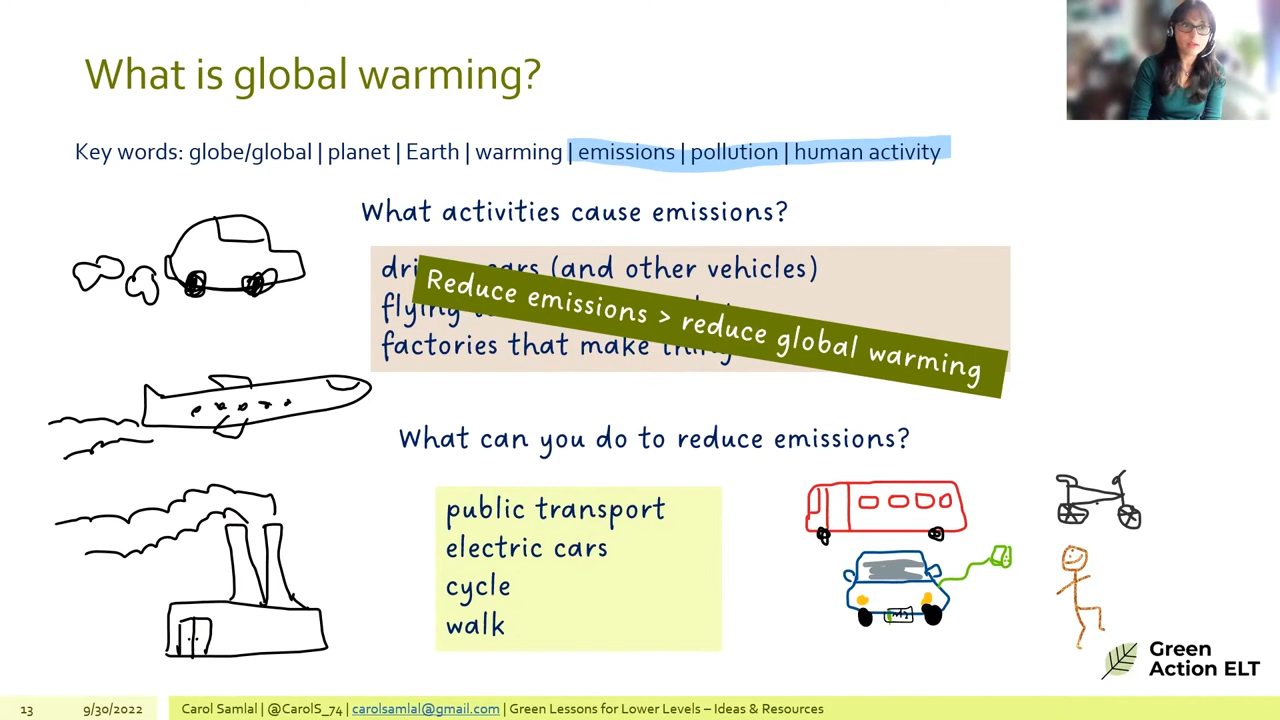 What is global warming?
Key words: globe/global | planet | Earth | warming | emissions | pollution | human activity
What activities cause emissions?
(and other vehicles)
flying
factories that make
Reduce emissions > reduce global warming
What can you do to reduce emissions?
public transport
electric cars
cycle
walk
Green
Action ELT
13 9/30/2022 Carol Samlal | @CarolS_74 | carolsamlal@gmail.com | Green Lessons for Lower Levels – Ideas & Resources